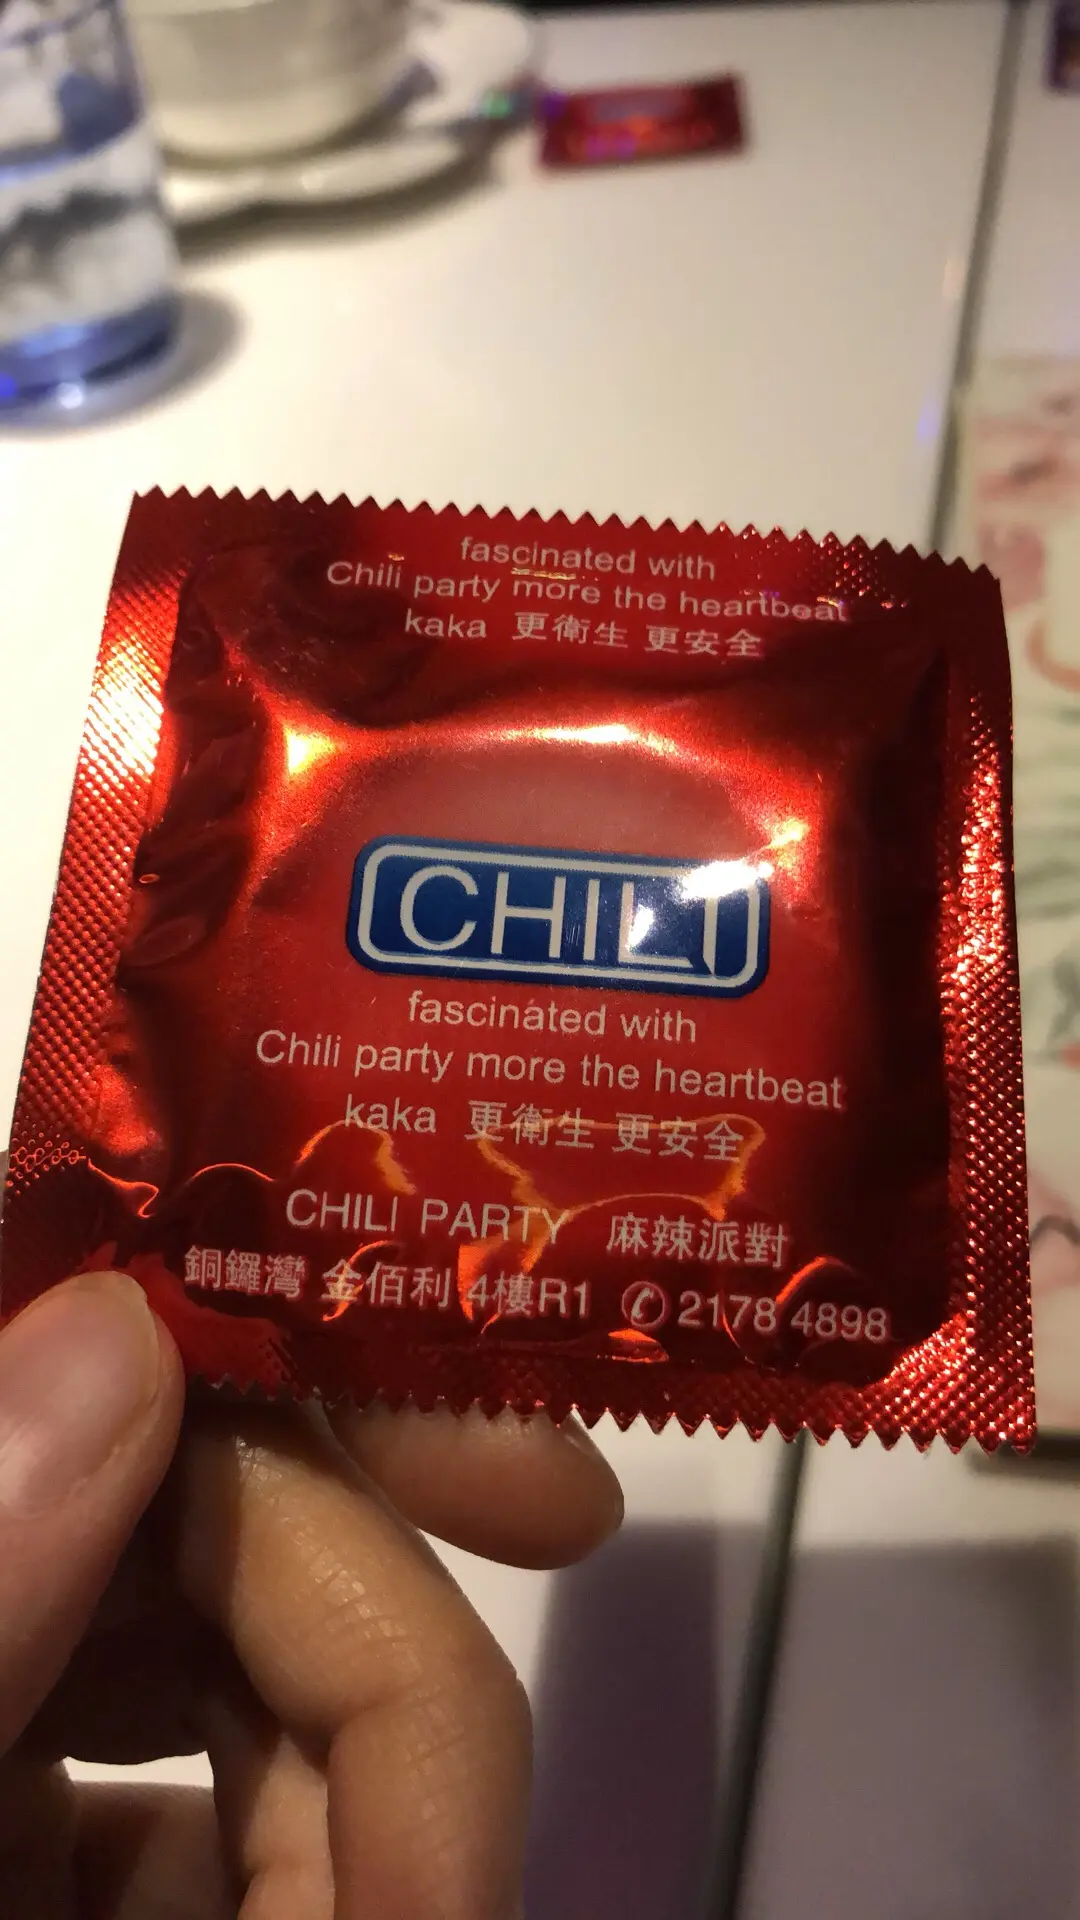 fascinated with
Chili party more the heartbeat
kaka 更衛生 更安全
CHILI
fascinated with
Chili party more the heartbeat
kaka 更衛生 更安全
CHILI PARTY 麻辣派對
銅鑼灣 金佰利 4樓R1 ✆ 2178 4898